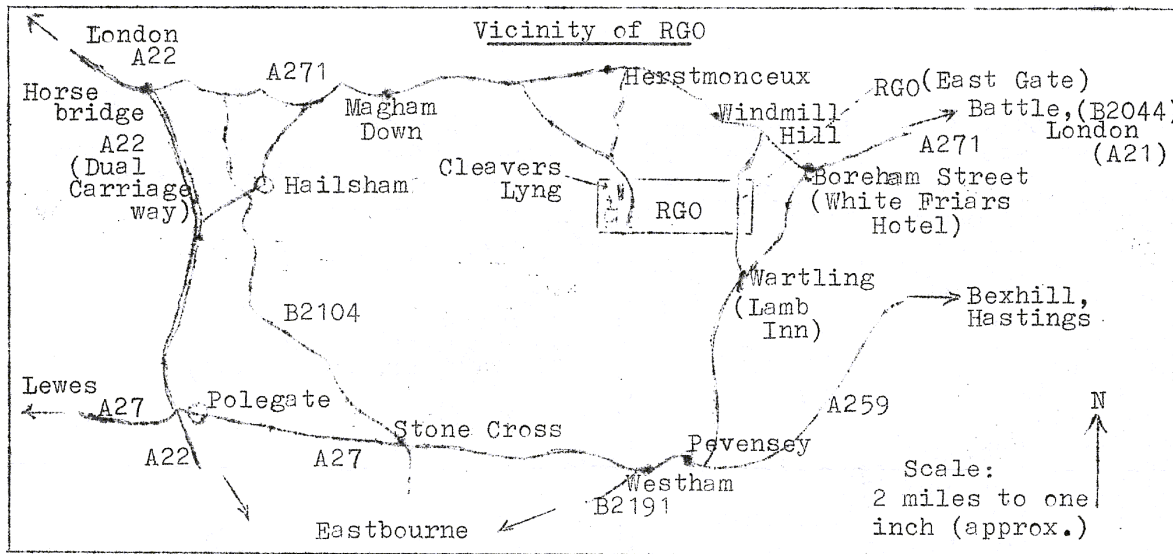 Vicinity of RGO
London
A22
A271
Herstmonceux
RGO (East Gate)
Horse
bridge
Magham
Down
Windmill
Hill
Battle, (B2044)
London
(A21)
A271
A22
(Dual
Carriage
way)
Hailsham
Cleavers
Lyng
RGO
Boreham Street
(White Friars
Hotel)
Wartling
(Lamb
Inn)
Bexhill,
Hastings
B2104
Lewes
A27
Polegate
A259
N
Stone Cross
Pevensey
A22
A27
Westham
B2191
Eastbourne
Scale:
2 miles to one
inch (approx.)